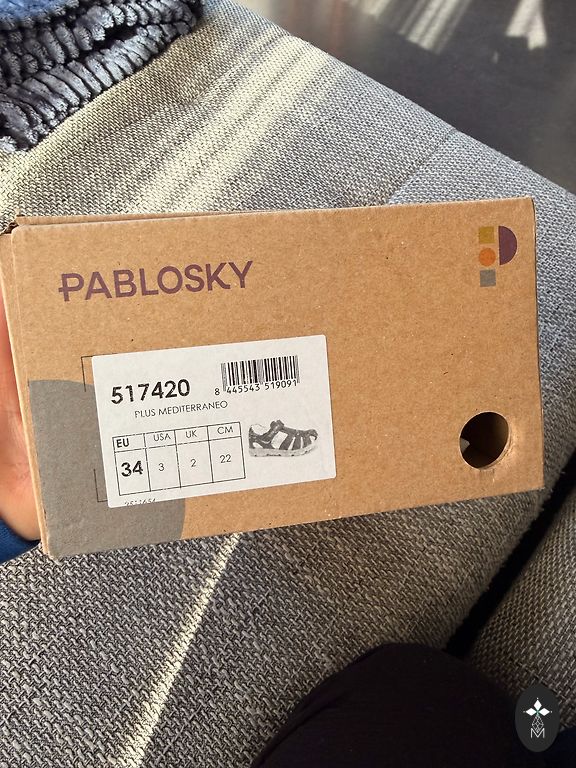 PABLOSKY
517420
PLUS MEDITERRANEO
8 445543 519091
EU USA UK CM
34 3 2 22